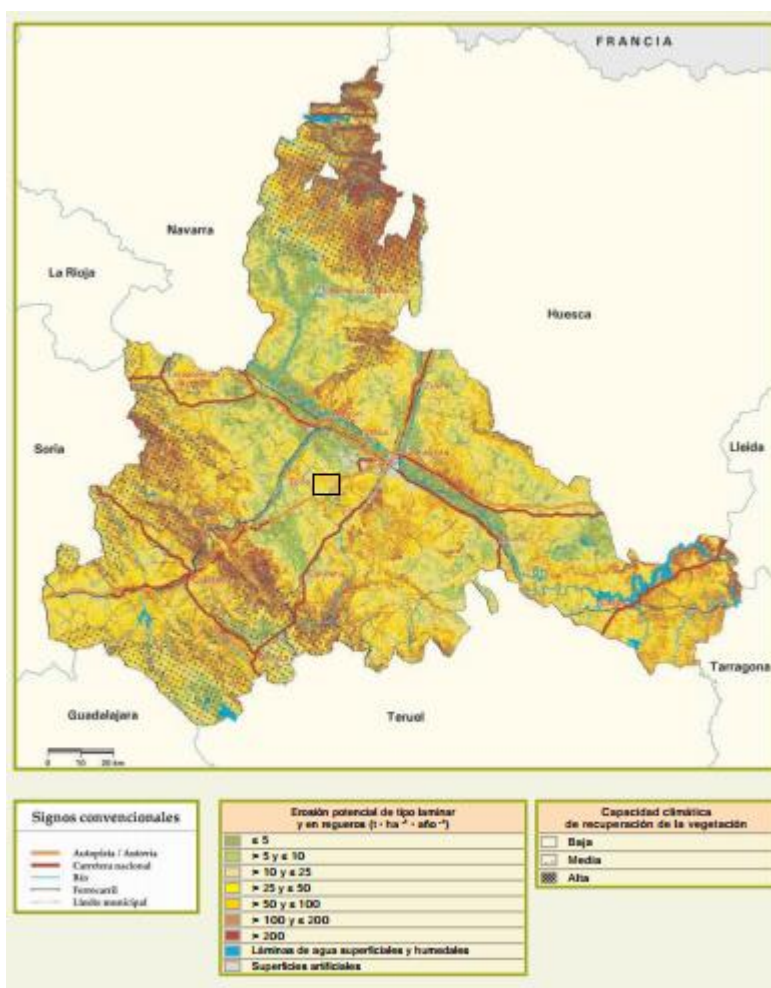 FRANCIA
Navarra
La Rioja
Huesca
Soria
Lleida
Tarragona
Guadalajara
Teruel
0 10 20 km
Signos convencionales
Autopista / Autovía
Carretera nacional
Río
Ferrocarril
Límite municipal
Erosión potencial de tipo laminar
y en regueros (t · ha⁻¹ · año⁻¹)
≤ 5
> 5 y ≤ 10
> 10 y ≤ 25
> 25 y ≤ 50
> 50 y ≤ 100
> 100 y ≤ 200
> 200
Láminas de agua superficiales y humedales
Superficies artificiales
Capacidad climática
de recuperación de la vegetación
Baja
Media
Alta